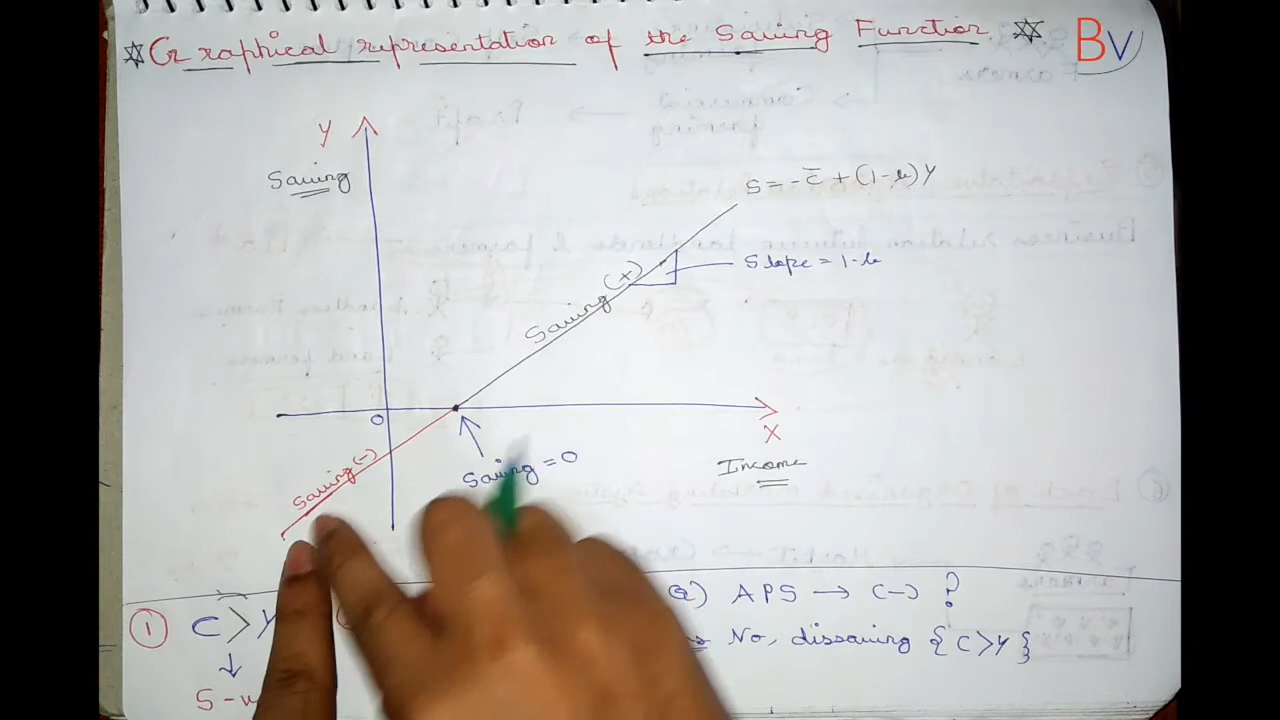 Graphical representation of the Saving Function
BV
y
Saving
S = -c̄ + (1-b)Y
Slope = 1-b
Saving (+)
0
X
Saving (-)
Saving = 0
Income
① C > Y
S -
Q) APS → (-) ?
No, dissaving {C>Y}